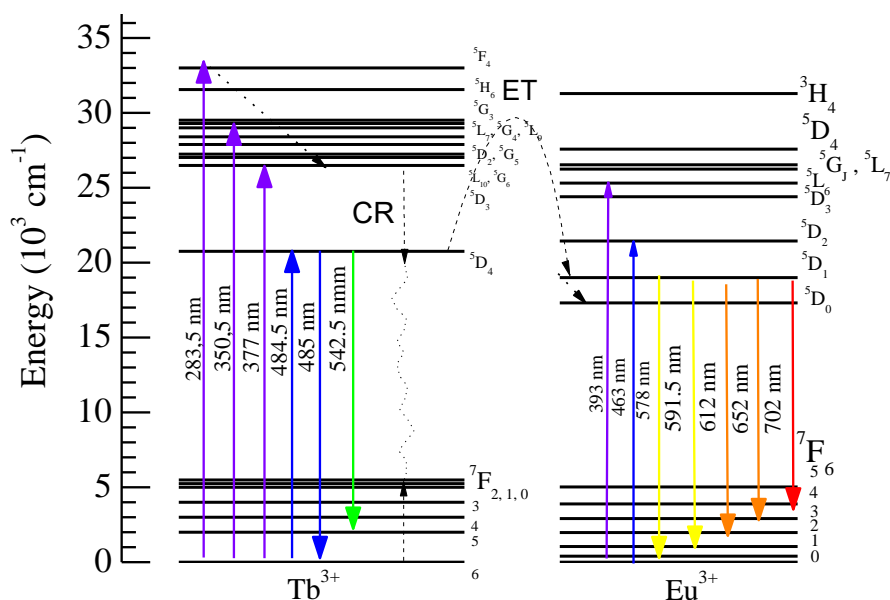 Energy (10³ cm⁻¹)
35
30
25
20
15
10
5
0
⁵F₄
⁵H₆
⁵G₃
⁵L₇, ⁵G₄, ⁵L₉
⁵D₂, ⁵G₅
⁵L₁₀, ⁵G₆
⁵D₃
⁵D₄
CR
ET
283,5 nm
350,5 nm
377 nm
484.5 nm
485 nm
542.5 nmm
⁷F₂,₁,₀
3
4
5
6
Tb³⁺
³H₄
⁵D₄
⁵G_J, ⁵L₇
⁵L₆
⁵D₃
⁵D₂
⁵D₁
⁵D₀
393 nm
463 nm
578 nm
591.5 nm
612 nm
652 nm
702 nm
⁷F₆
5
4
3
2
1
0
Eu³⁺